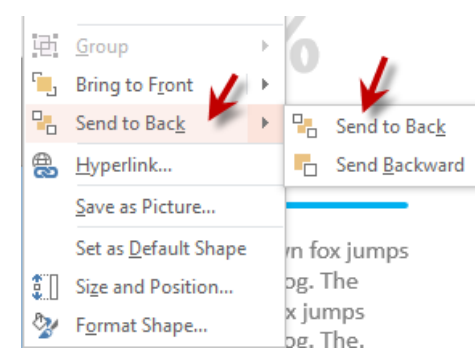 %
Group
Bring to Front
Send to Back
Hyperlink...
Save as Picture...
Set as Default Shape
Size and Position...
Format Shape...
Send to Back
Send Backward
n fox jumps
og. The
x jumps
og. The.